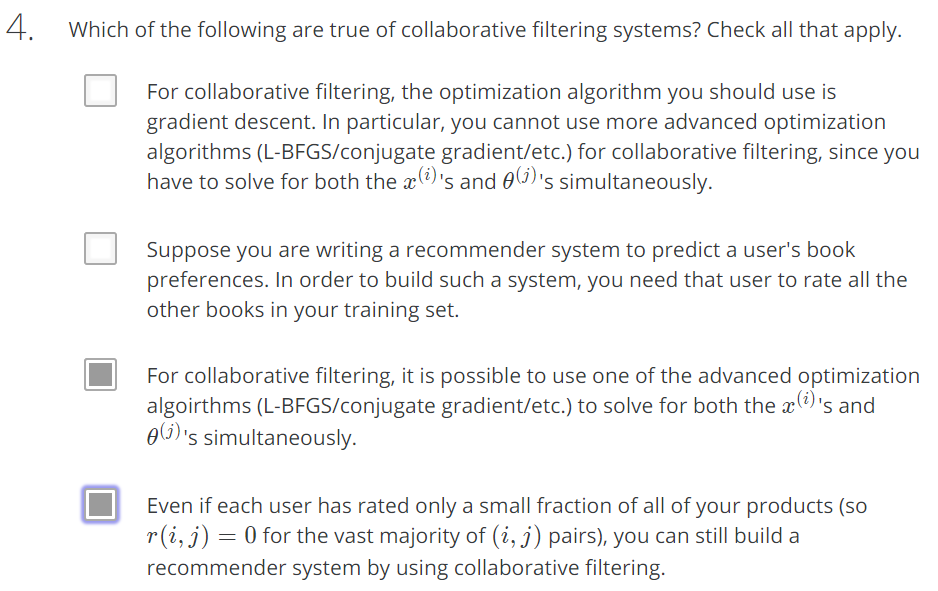 4. Which of the following are true of collaborative filtering systems? Check all that apply.
For collaborative filtering, the optimization algorithm you should use is
gradient descent. In particular, you cannot use more advanced optimization
algorithms (L-BFGS/conjugate gradient/etc.) for collaborative filtering, since you
have to solve for both the x^(i)'s and θ^(j)'s simultaneously.
Suppose you are writing a recommender system to predict a user's book
preferences. In order to build such a system, you need that user to rate all the
other books in your training set.
For collaborative filtering, it is possible to use one of the advanced optimization
algoirthms (L-BFGS/conjugate gradient/etc.) to solve for both the x^(i)'s and
θ^(j)'s simultaneously.
Even if each user has rated only a small fraction of all of your products (so
r(i, j) = 0 for the vast majority of (i, j) pairs), you can still build a
recommender system by using collaborative filtering.